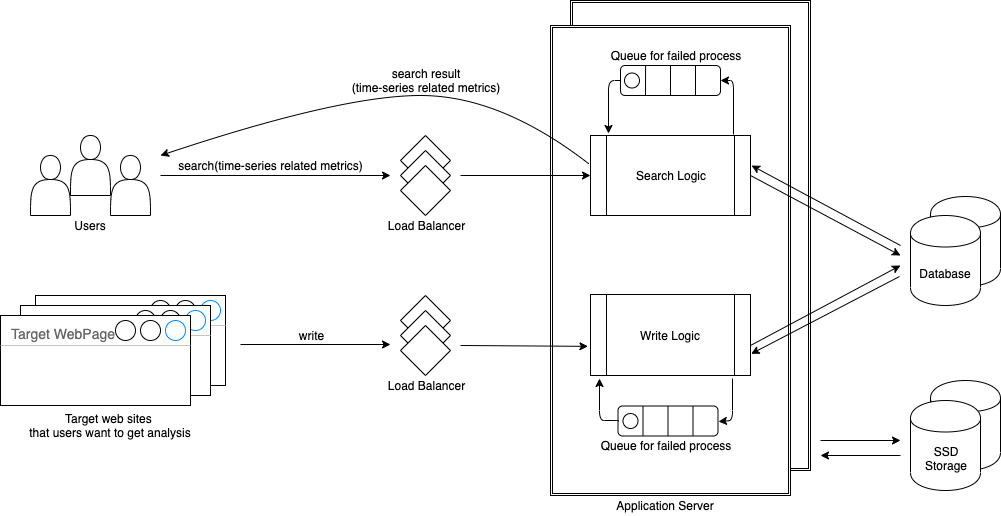 Queue for failed process
search result
(time-series related metrics)
search(time-series related metrics)
Search Logic
Users
Load Balancer
Database
Target WebPage
write
Write Logic
Load Balancer
Target web sites
that users want to get analysis
Queue for failed process
SSD
Storage
Application Server